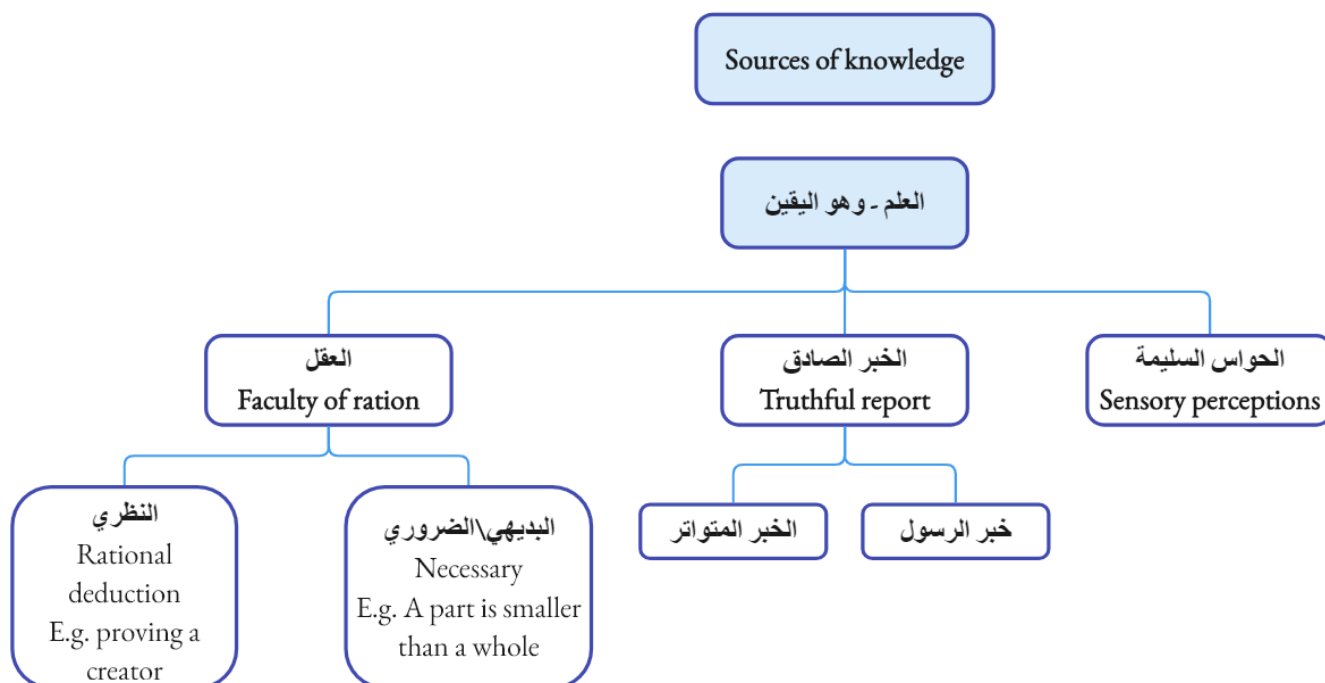 Sources of knowledge
العلم - وهو اليقين
العقل
Faculty of ration
الخبر الصادق
Truthful report
الحواس السليمة
Sensory perceptions
النظري
Rational
deduction
E.g. proving a
creator
البديهي\الضروري
Necessary
E.g. A part is smaller
than a whole
الخبر المتواتر
خبر الرسول